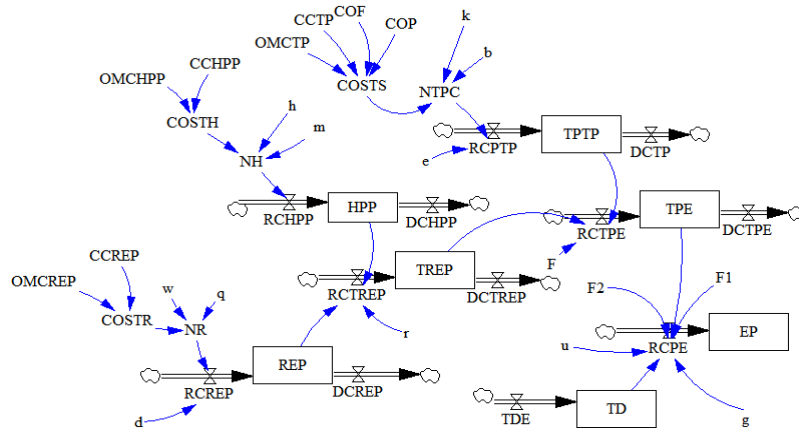 COF
CCTP
COP
k
OMCTP
b
CCHPP
OMCHPP
COSTS
NTPC
COSTH
h
m
NH
TPTP
RCPTP
DCTP
e
HPP
TPE
RCHPP
DCHPP
RCTPE
DCTPE
F
CCREP
TREP
OMCREP
RCTREP
DCTREP
w
q
F2
F1
COSTR
NR
r
EP
REP
RCPE
u
RCREP
DCREP
TDE
TD
d
g